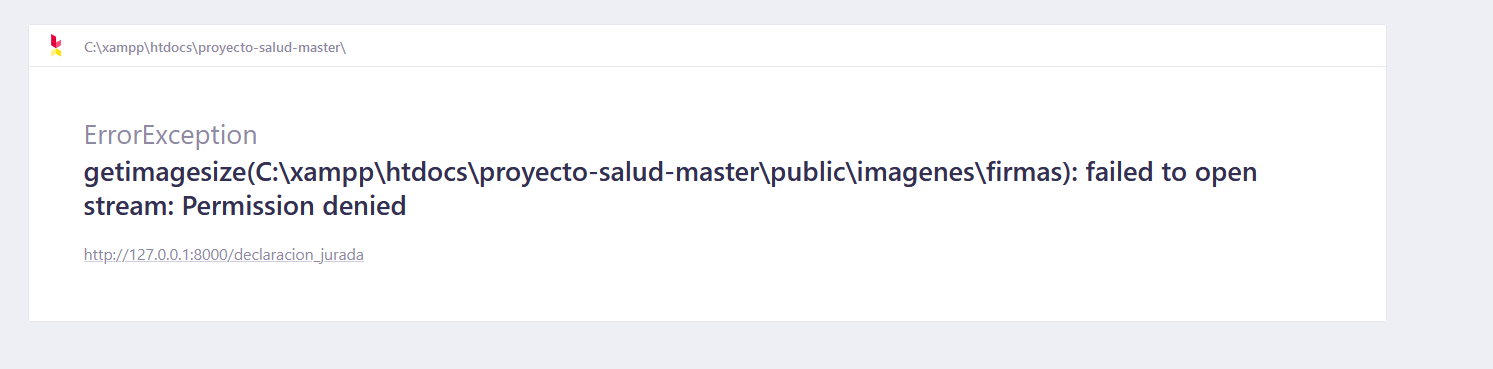 C:\xampp\htdocs\proyecto-salud-master\
ErrorException
getimagesize(C:\xampp\htdocs\proyecto-salud-master\public\imagenes\firmas): failed to open
stream: Permission denied
http://127.0.0.1:8000/declaracion_jurada